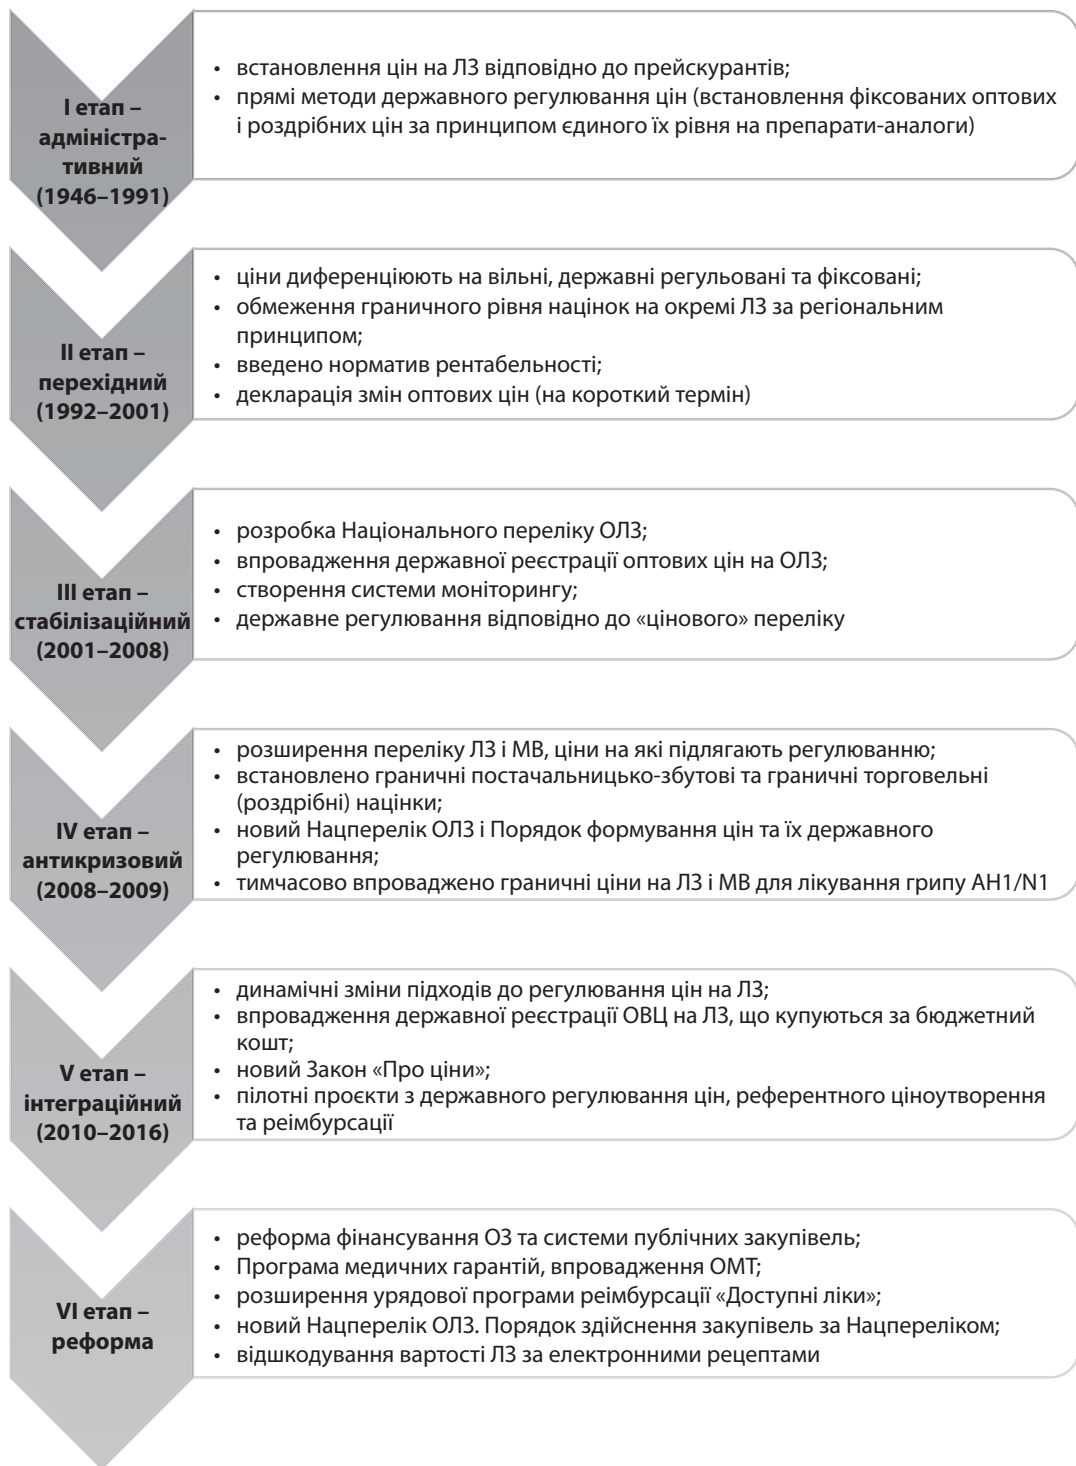 І етап –
адміністра-
тивний
(1946–1991)
• встановлення цін на ЛЗ відповідно до прейскурантів;
• прямі методи державного регулювання цін (встановлення фіксованих оптових
і роздрібних цін за принципом єдиного їх рівня на препарати-аналоги)
ІІ етап –
перехідний
(1992–2001)
• ціни диференціюють на вільні, державні регульовані та фіксовані;
• обмеження граничного рівня націнок на окремі ЛЗ за регіональним
принципом;
• введено норматив рентабельності;
• декларація змін оптових цін (на короткий термін)
ІІІ етап –
стабілізаційний
(2001–2008)
• розробка Національного переліку ОЛЗ;
• впровадження державної реєстрації оптових цін на ОЛЗ;
• створення системи моніторингу;
• державне регулювання відповідно до «цінового» переліку
IV етап –
антикризовий
(2008–2009)
• розширення переліку ЛЗ і МВ, ціни на які підлягають регулюванню;
• встановлено граничні постачальницько-збутові та граничні торговельні
(роздрібні) націнки;
• новий Нацперелік ОЛЗ і Порядок формування цін та їх державного
регулювання;
• тимчасово впроваджено граничні ціни на ЛЗ і МВ для лікування грипу АН1/N1
V етап –
інтеграційний
(2010–2016)
• динамічні зміни підходів до регулювання цін на ЛЗ;
• впровадження державної реєстрації ОВЦ на ЛЗ, що купуються за бюджетний
кошт;
• новий Закон «Про ціни»;
• пілотні проєкти з державного регулювання цін, референтного ціноутворення
та реімбурсації
VI етап –
реформа
• реформа фінансування ОЗ та системи публічних закупівель;
• Програма медичних гарантій, впровадження ОМТ;
• розширення урядової програми реімбурсації «Доступні ліки»;
• новий Нацперелік ОЛЗ. Порядок здійснення закупівель за Нацпереліком;
• відшкодування вартості ЛЗ за електронними рецептами